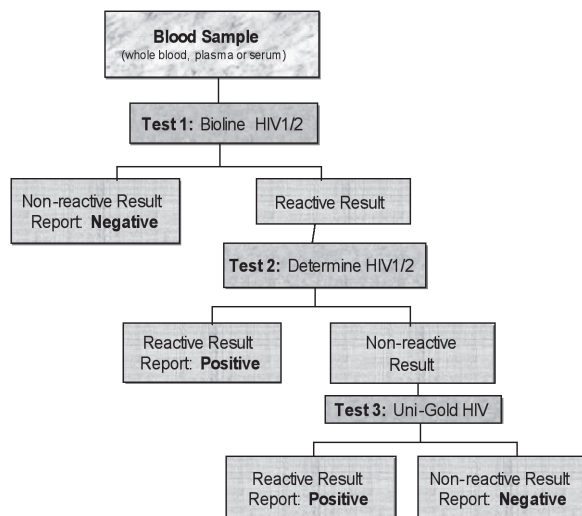 Blood Sample
(whole blood, plasma or serum)
Test 1: Bioline HIV1/2
Non-reactive Result
Report: Negative
Reactive Result
Test 2: Determine HIV1/2
Reactive Result
Report: Positive
Non-reactive
Result
Test 3: Uni-Gold HIV
Reactive Result
Report: Positive
Non-reactive Result
Report: Negative